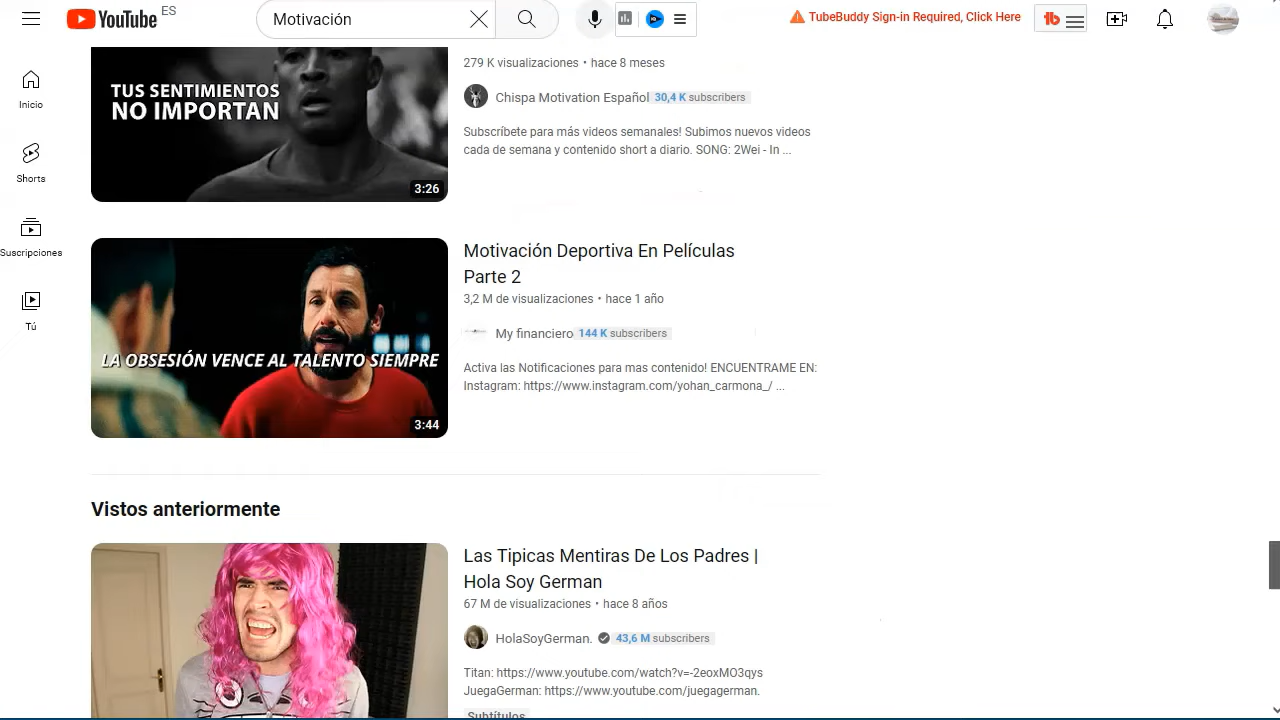 YouTube ES
Motivación
TubeBuddy Sign-in Required, Click Here
tb
Inicio
Shorts
Suscripciones
Tú
TUS SENTIMIENTOS
NO IMPORTAN
3:26
279 K visualizaciones • hace 8 meses
Chispa Motivation Español 30,4 K subscribers
Subscríbete para más videos semanales! Subimos nuevos videos
cada de semana y contenido short a diario. SONG: 2Wei - In ...
LA OBSESIÓN VENCE AL TALENTO SIEMPRE
3:44
Motivación Deportiva En Películas
Parte 2
3,2 M de visualizaciones • hace 1 año
My financiero 144 K subscribers
Activa las Notificaciones para mas contenido! ENCUENTRAME EN:
Instagram: https://www.instagram.com/yohan_carmona_/ ...
Vistos anteriormente
Las Tipicas Mentiras De Los Padres |
Hola Soy German
67 M de visualizaciones • hace 8 años
HolaSoyGerman. 43,6 M subscribers
Titan: https://www.youtube.com/watch?v=-2eoxMO3qys
JuegaGerman: https://www.youtube.com/juegagerman.
Subtítulos